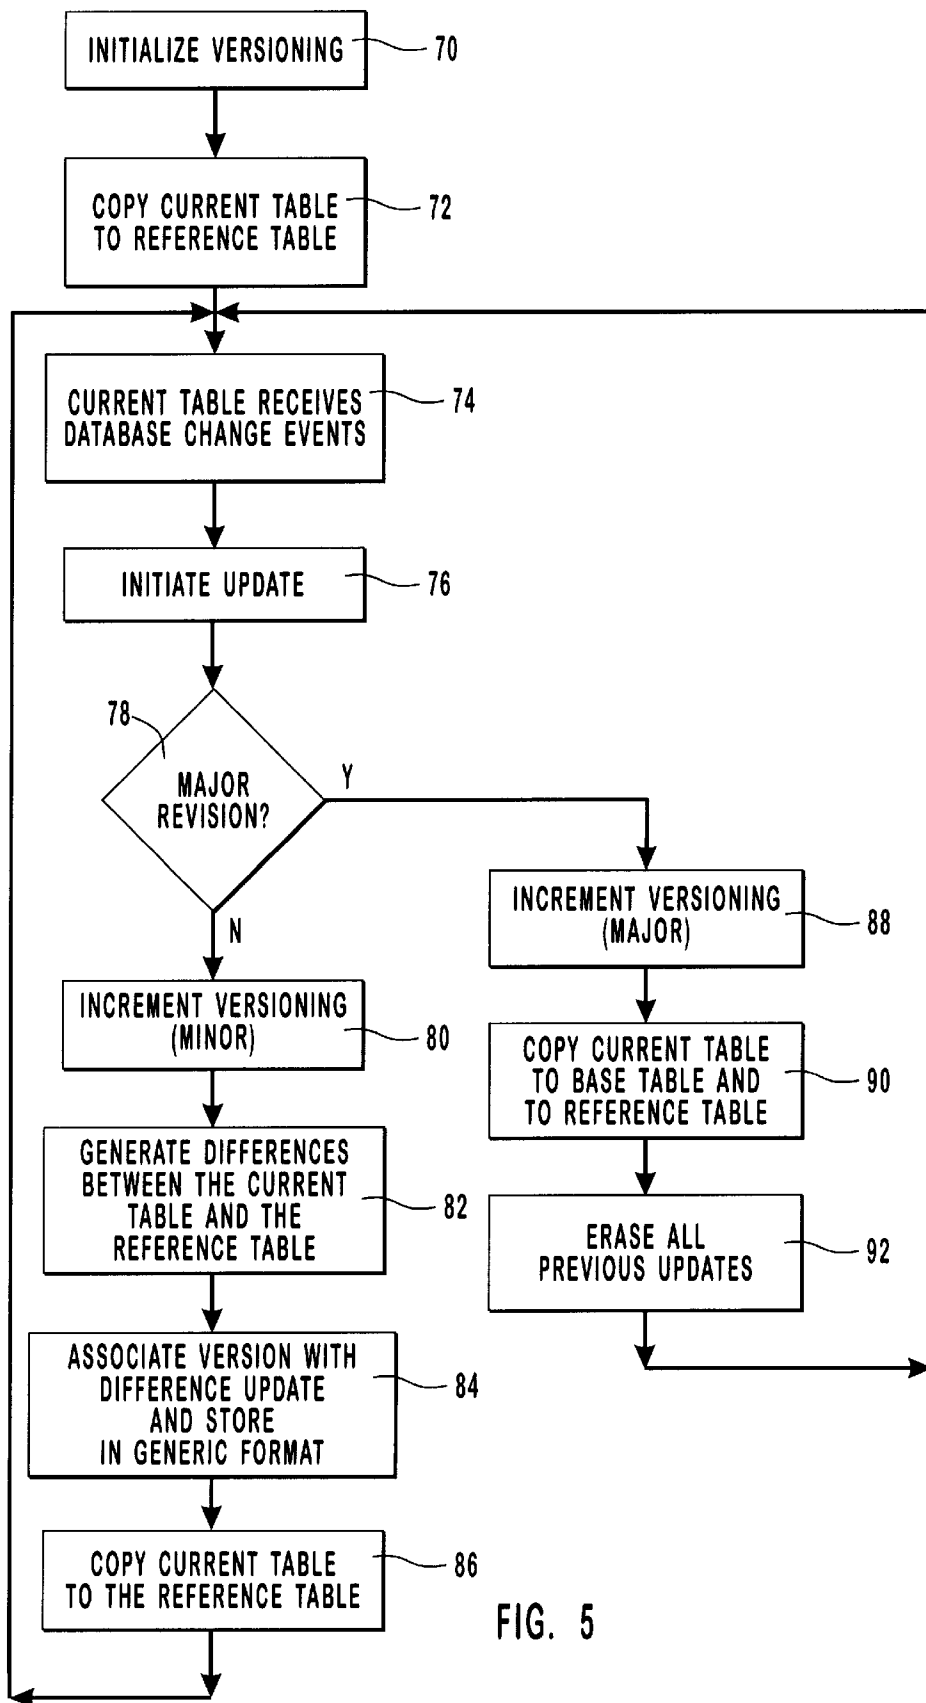 INITIALIZE VERSIONING
70
COPY CURRENT TABLE
TO REFERENCE TABLE
72
CURRENT TABLE RECEIVES
DATABASE CHANGE EVENTS
74
INITIATE UPDATE
76
78
MAJOR
REVISION?
Y
N
INCREMENT VERSIONING
(MINOR)
80
GENERATE DIFFERENCES
BETWEEN THE CURRENT
TABLE AND THE
REFERENCE TABLE
82
ASSOCIATE VERSION WITH
DIFFERENCE UPDATE
AND STORE
IN GENERIC FORMAT
84
COPY CURRENT TABLE
TO THE REFERENCE TABLE
86
INCREMENT VERSIONING
(MAJOR)
88
COPY CURRENT TABLE
TO BASE TABLE AND
TO REFERENCE TABLE
90
ERASE ALL
PREVIOUS UPDATES
92
FIG. 5